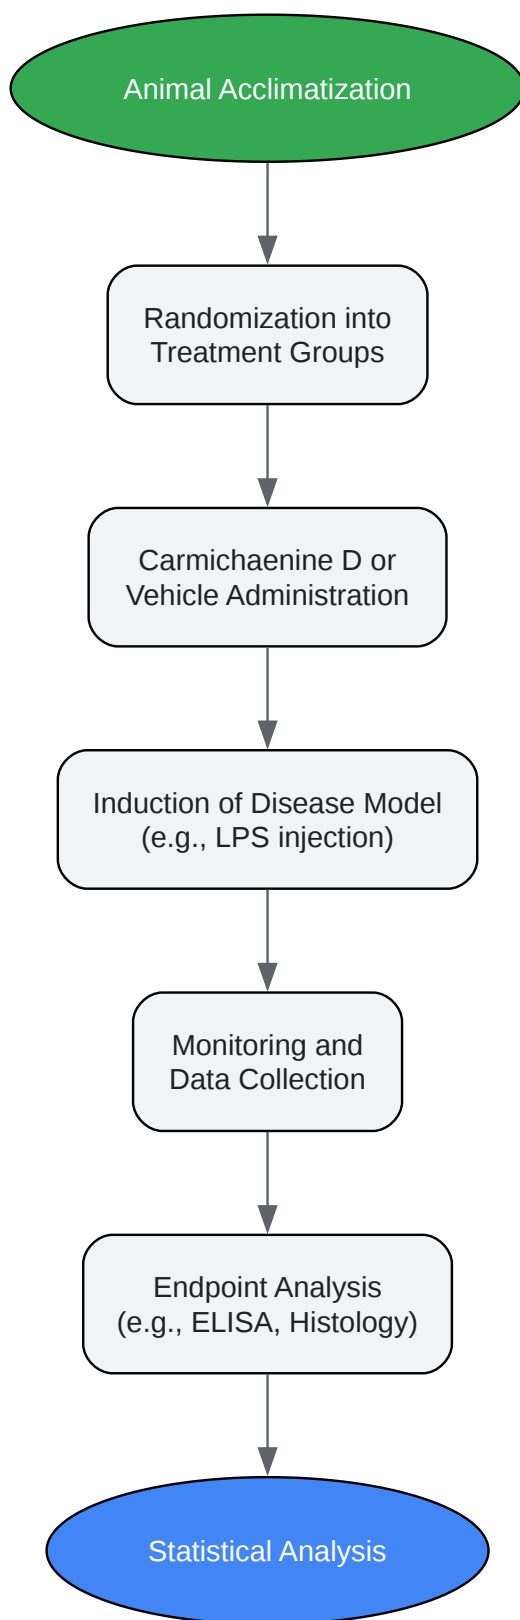 Animal Acclimatization
Randomization into
Treatment Groups
Carmichaenine D or
Vehicle Administration
Induction of Disease Model
(e.g., LPS injection)
Monitoring and
Data Collection
Endpoint Analysis
(e.g., ELISA, Histology)
Statistical Analysis